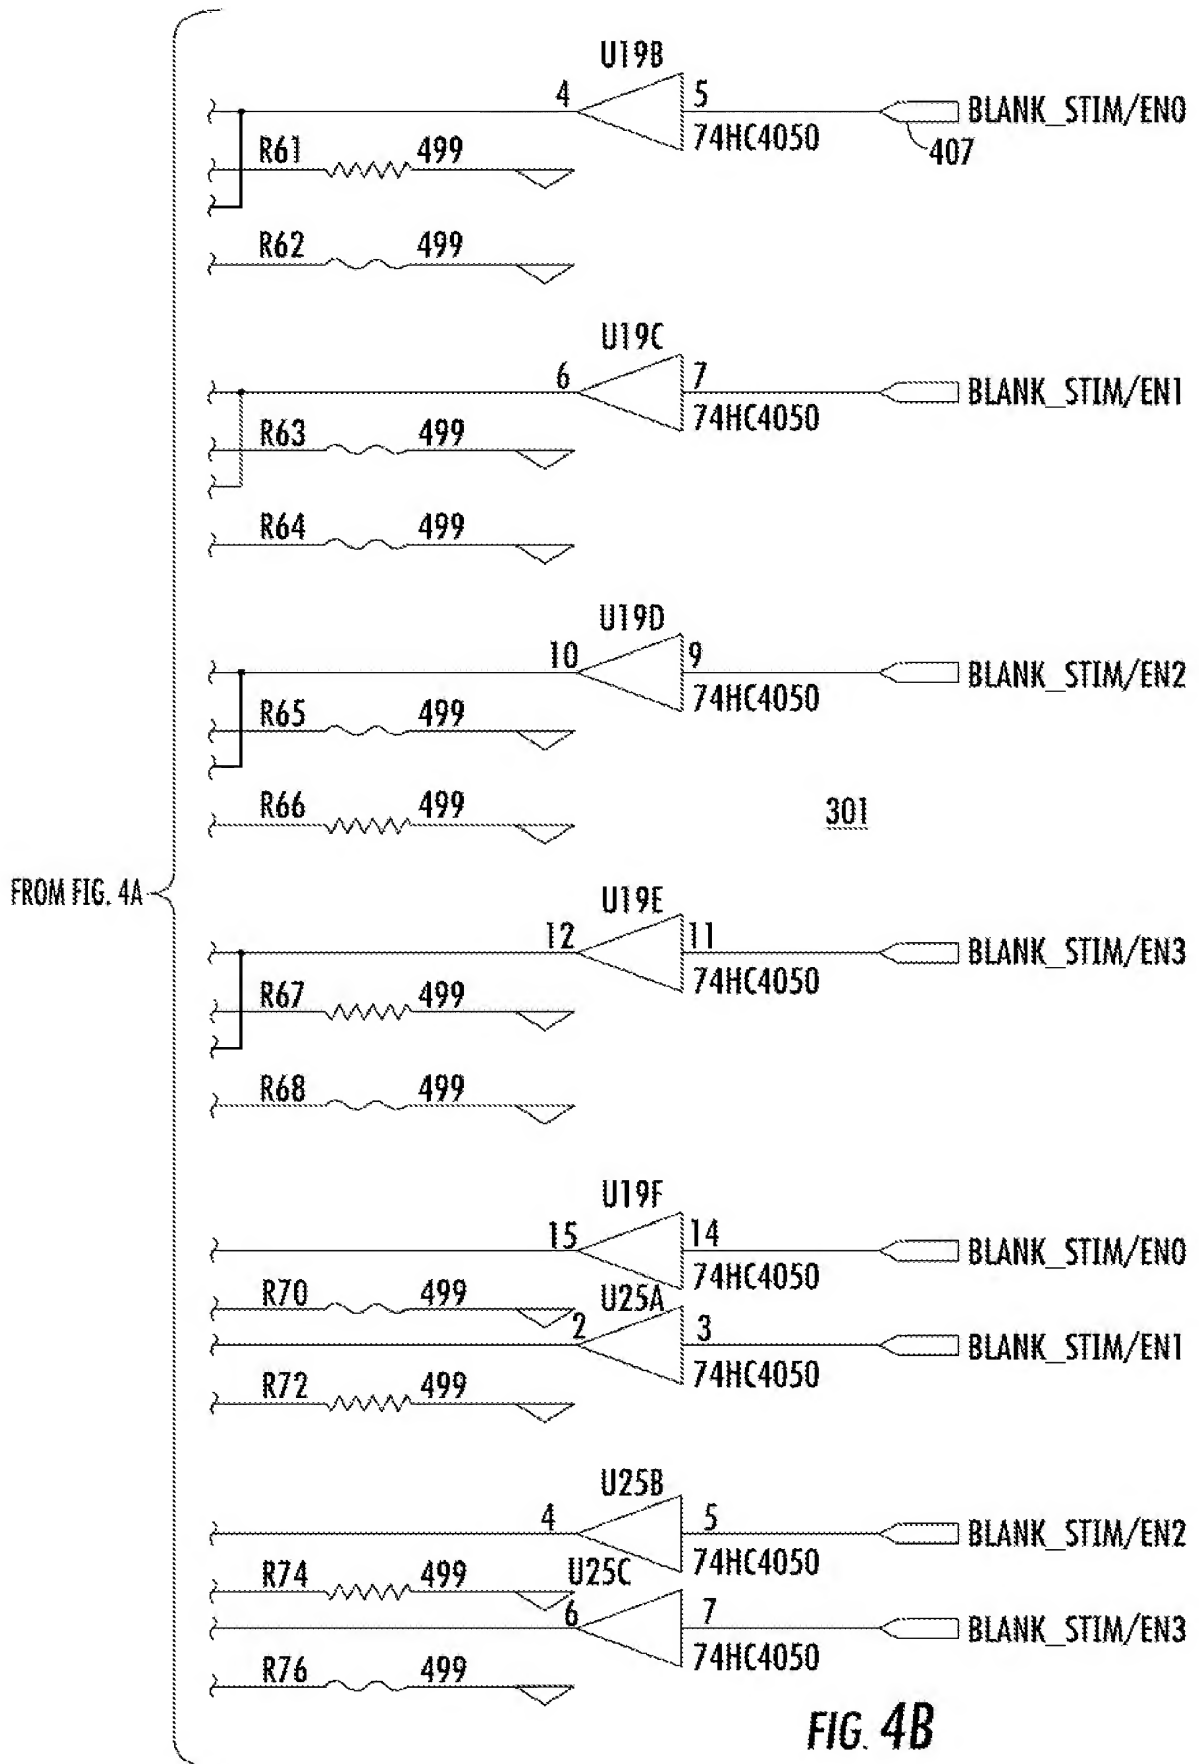 U19B
4 5 BLANK_STIM/EN0
74HC4050 407
R61 499
R62 499
U19C
6 7 BLANK_STIM/EN1
74HC4050
R63 499
R64 499
U19D
10 9 BLANK_STIM/EN2
74HC4050
R65 499
R66 499 301
FROM FIG. 4A
U19E
12 11 BLANK_STIM/EN3
74HC4050
R67 499
R68 499
U19F
15 14 BLANK_STIM/EN0
74HC4050
R70 499 U25A
2 3 BLANK_STIM/EN1
74HC4050
R72 499
U25B
4 5 BLANK_STIM/EN2
74HC4050
R74 499 U25C
6 7 BLANK_STIM/EN3
74HC4050
R76 499
FIG. 4B